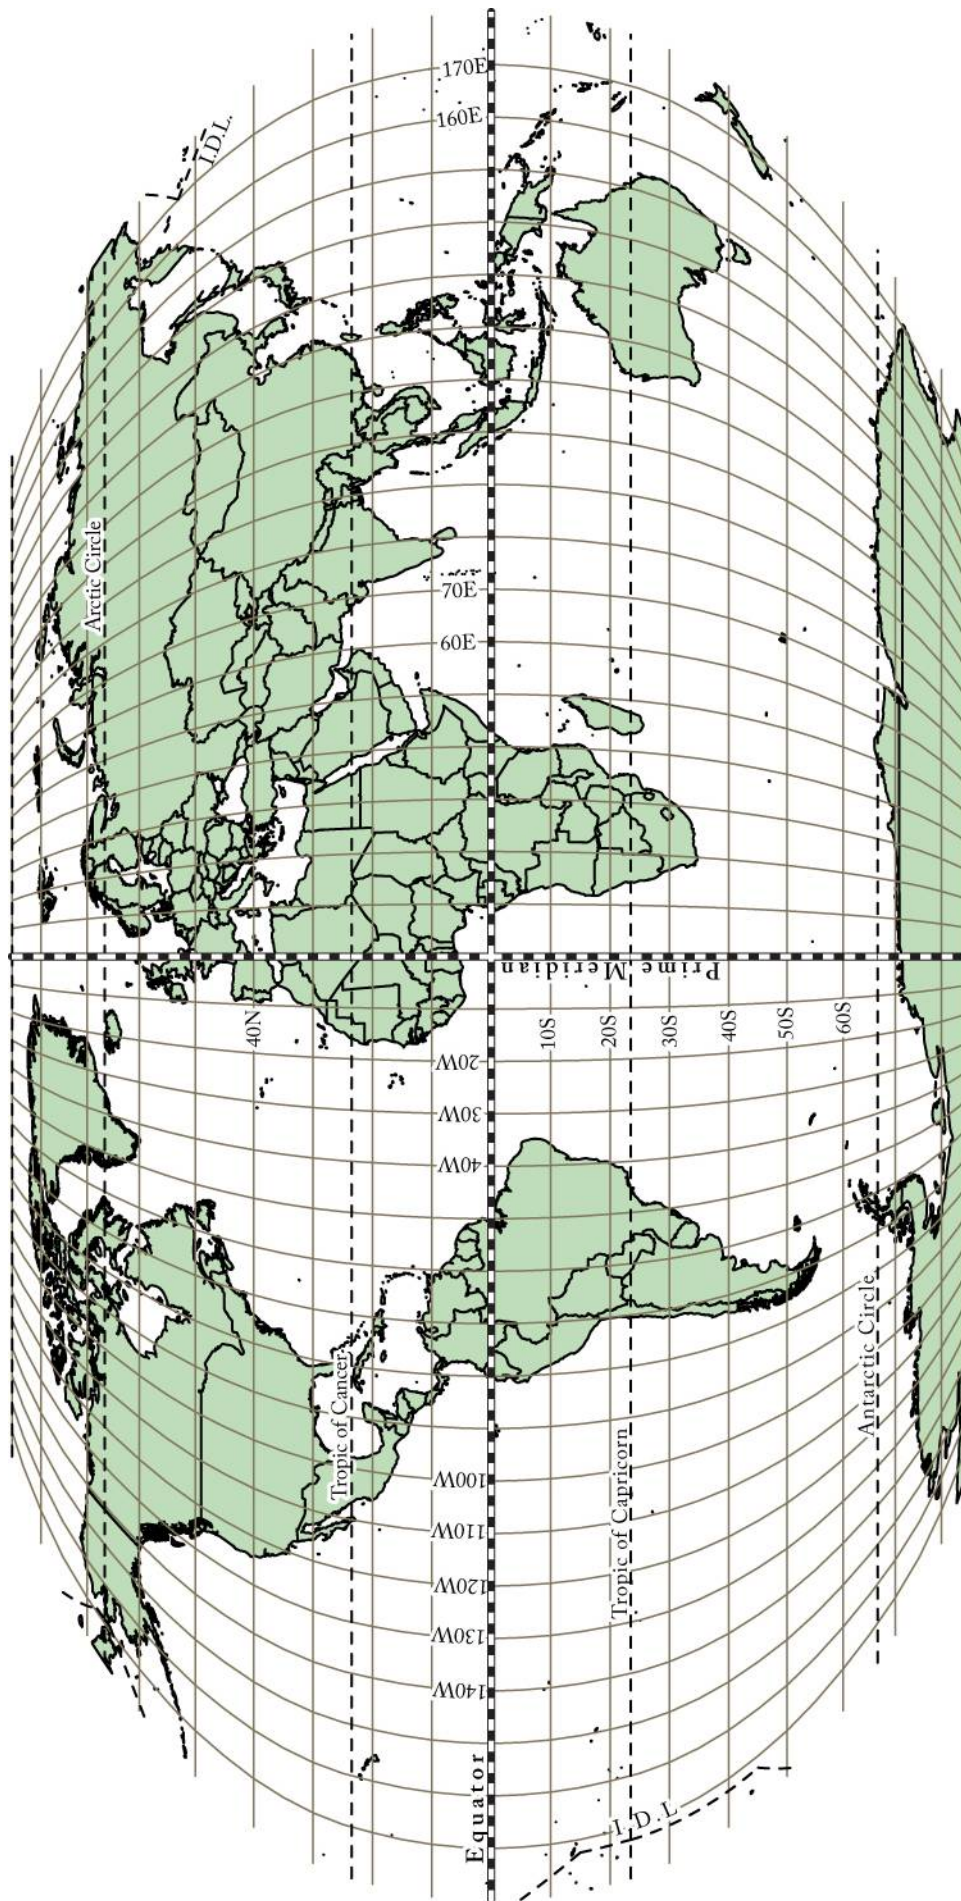 I.D.L.
170E
160E
Arctic Circle
70E
60E
Prime Meridian
40N
10S
20S
30S
40S
50S
60S
20W
30W
40W
Tropic of Cancer
100W
110W
120W
130W
140W
Tropic of Capricorn
Antarctic Circle
Equator
I.D.L